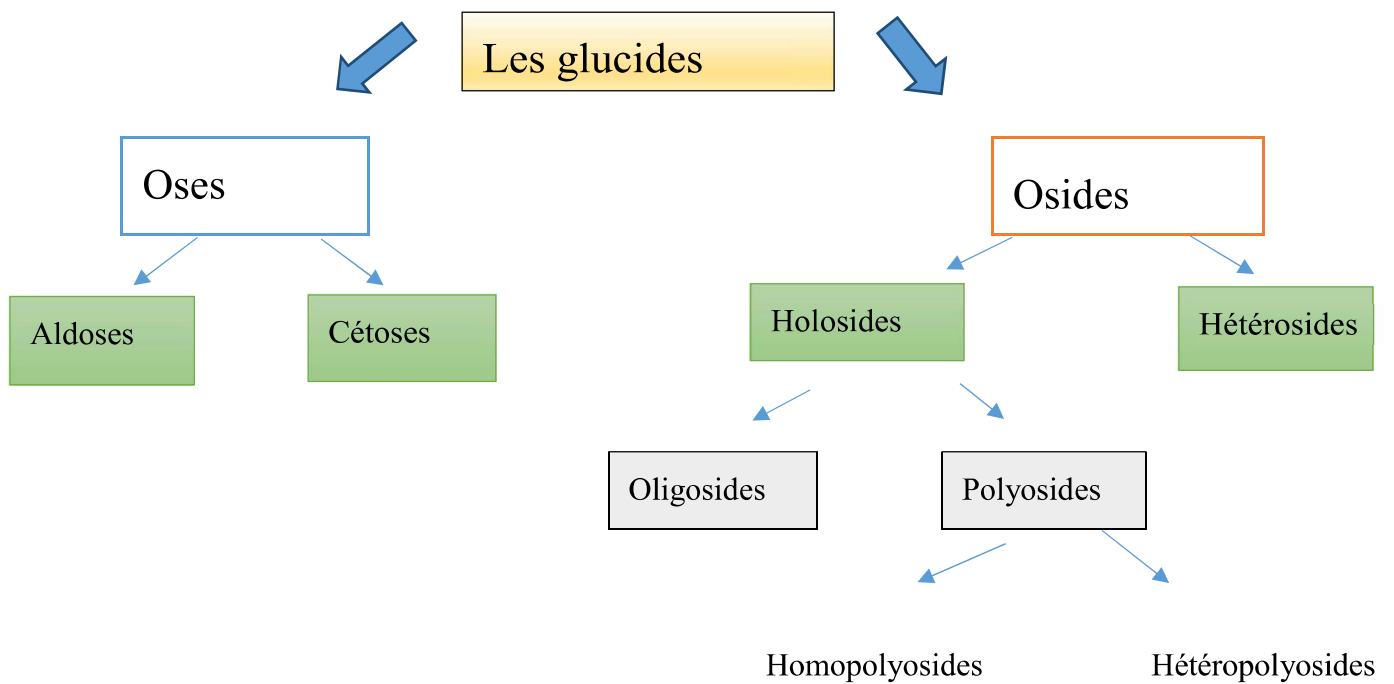 Les glucides
Oses
Osides
Aldoses
Cétoses
Holosides
Hétérosides
Oligosides
Polyosides
Homopolyosides
Hétéropolyosides